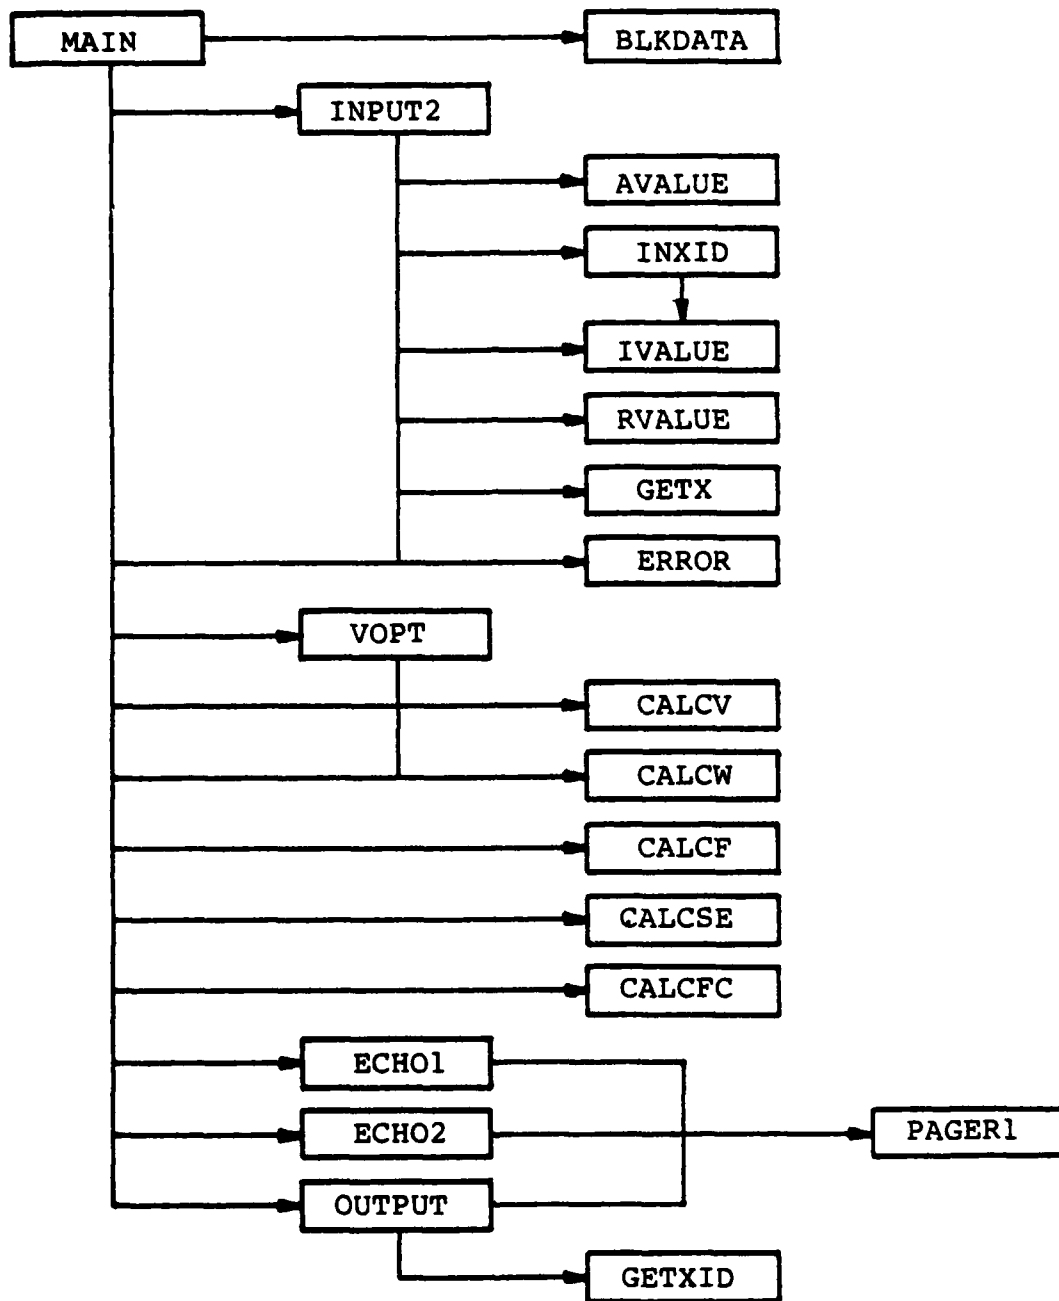 MAIN
BLKDATA
INPUT2
AVALUE
INXID
IVALUE
RVALUE
GETX
ERROR
VOPT
CALCV
CALCW
CALCF
CALCSE
CALCFC
ECHO1
ECHO2
PAGER1
OUTPUT
GETXID